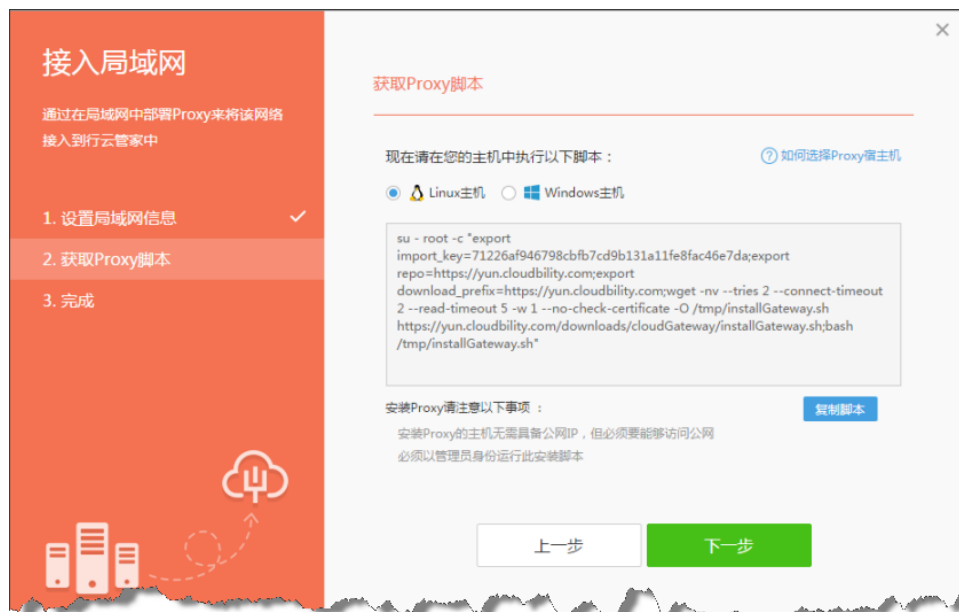 接入局域网
通过在局域网中部署Proxy来将该网络
接入到行云管家中
1. 设置局域网信息
2. 获取Proxy脚本
3. 完成
获取Proxy脚本
现在请在您的主机中执行以下脚本：
如何选择Proxy宿主机
Linux主机 Windows主机
su - root -c "export
import_key=71226af946798cbfb7cd9b131a11fe8fac46e7da;export
repo=https://yun.cloudbility.com;export
download_prefix=https://yun.cloudbility.com;wget -nv --tries 2 --connect-timeout
2 --read-timeout 5 -w 1 --no-check-certificate -O /tmp/installGateway.sh
https://yun.cloudbility.com/downloads/cloudGateway/installGateway.sh;bash
/tmp/installGateway.sh"
安装Proxy请注意以下事项 ：
复制脚本
安装Proxy的主机无需具备公网IP，但必须要能够访问公网
必须以管理员身份运行此安装脚本
上一步
下一步